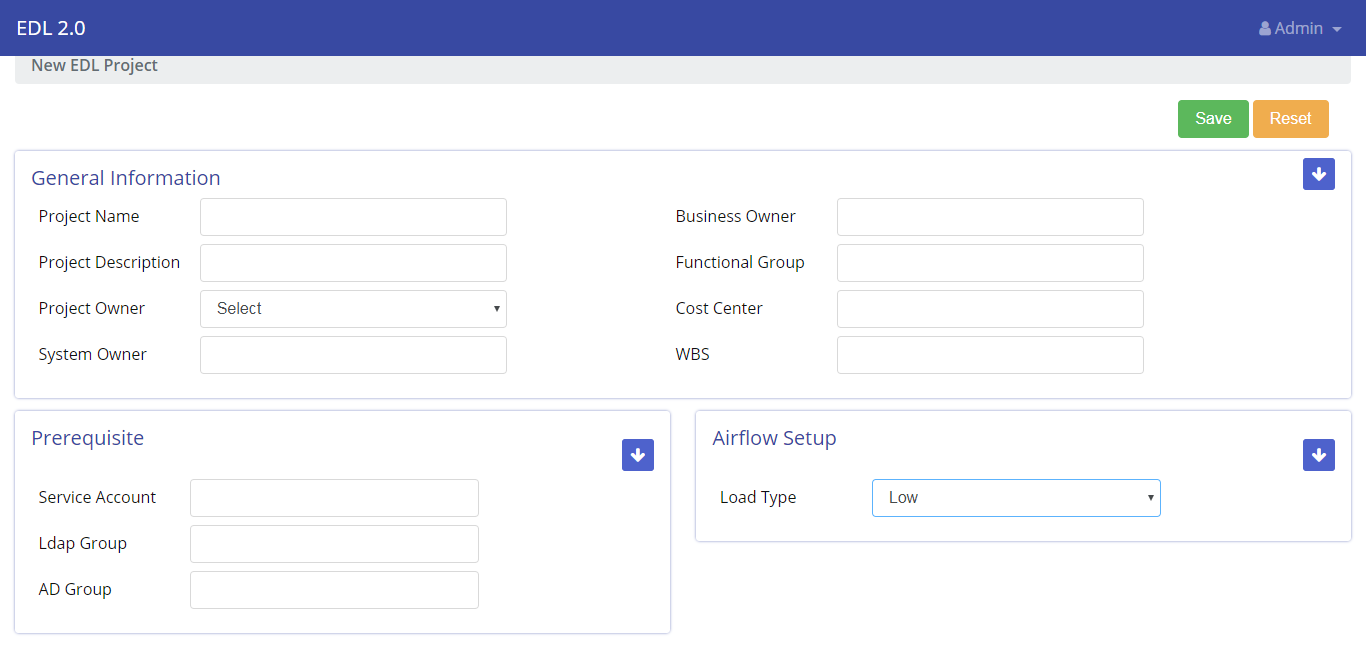 EDL 2.0
Admin
New EDL Project
Save Reset
General Information
Project Name
Business Owner
Project Description
Functional Group
Project Owner Select
Cost Center
System Owner
WBS
Prerequisite
Service Account
Ldap Group
AD Group
Airflow Setup
Load Type Low